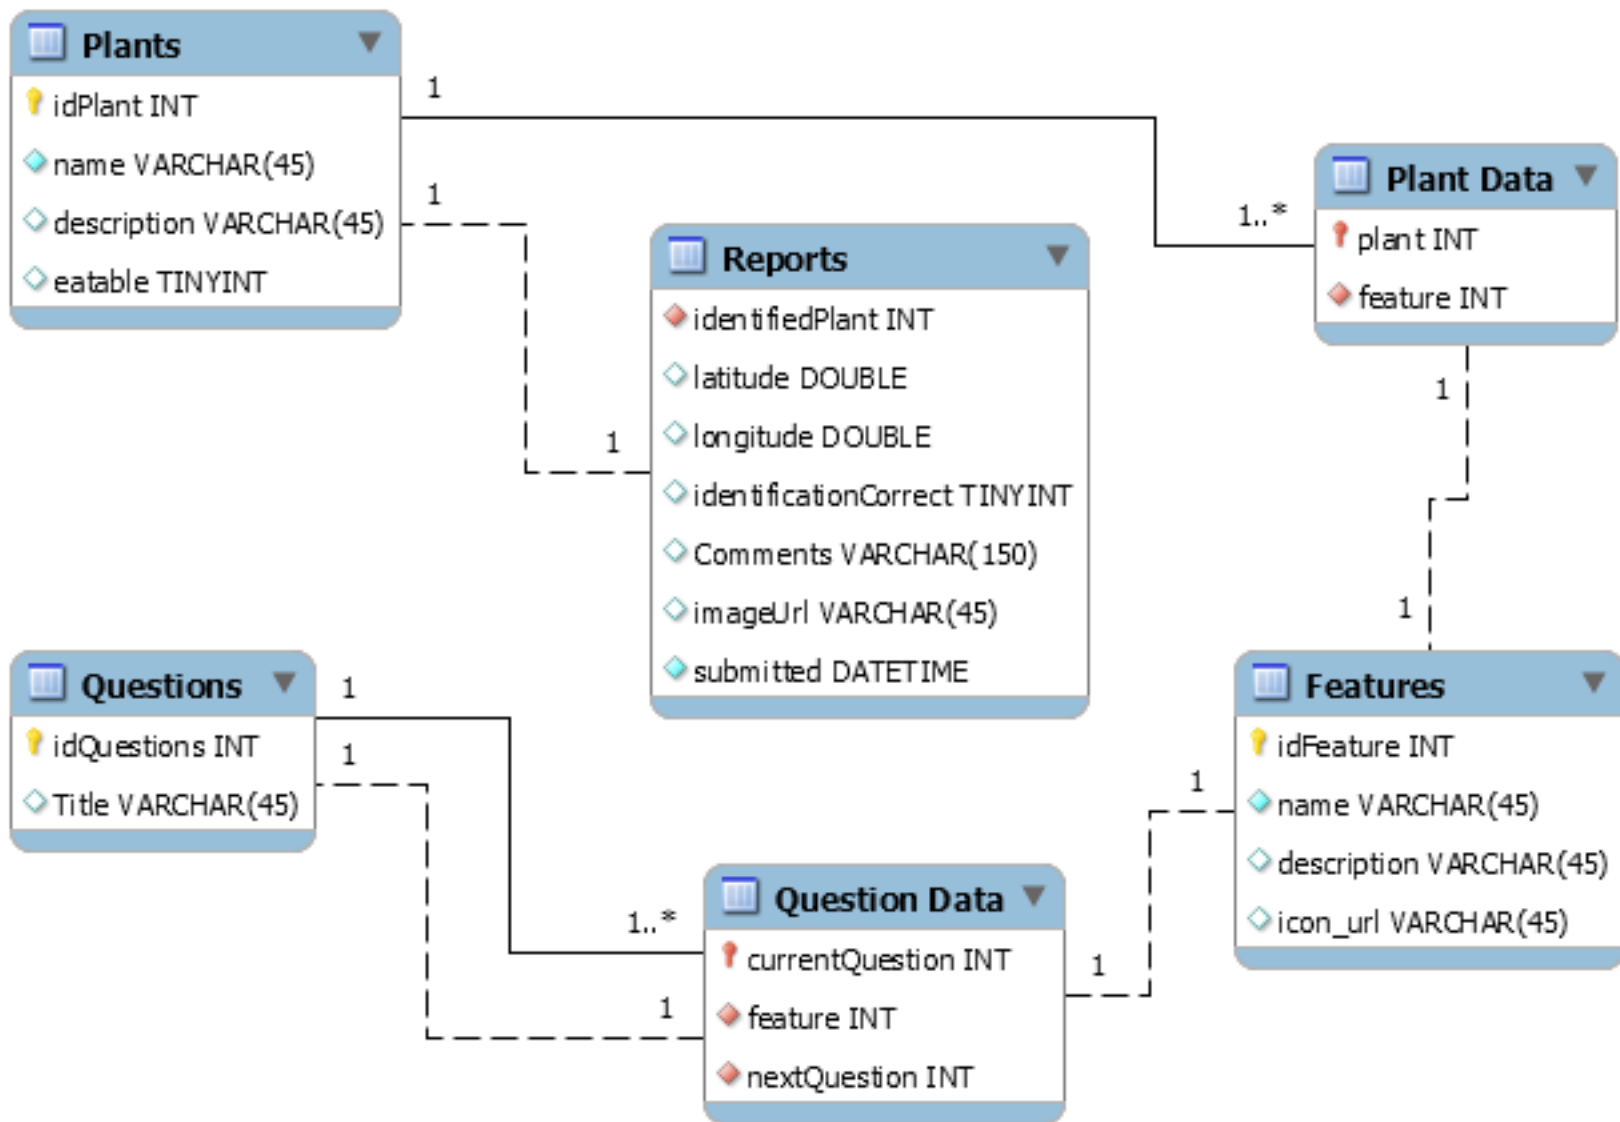 Plants
idPlant INT
name VARCHAR(45)
description VARCHAR(45)
eatable TINYINT
1
1
1
1..*
Plant Data
plant INT
feature INT
1
1
Reports
identifiedPlant INT
latitude DOUBLE
longitude DOUBLE
identificationCorrect TINYINT
Comments VARCHAR(150)
imageUrl VARCHAR(45)
submitted DATETIME
Questions
idQuestions INT
Title VARCHAR(45)
1
1
1..*
1
Question Data
currentQuestion INT
feature INT
nextQuestion INT
1
1
Features
idFeature INT
name VARCHAR(45)
description VARCHAR(45)
icon_url VARCHAR(45)